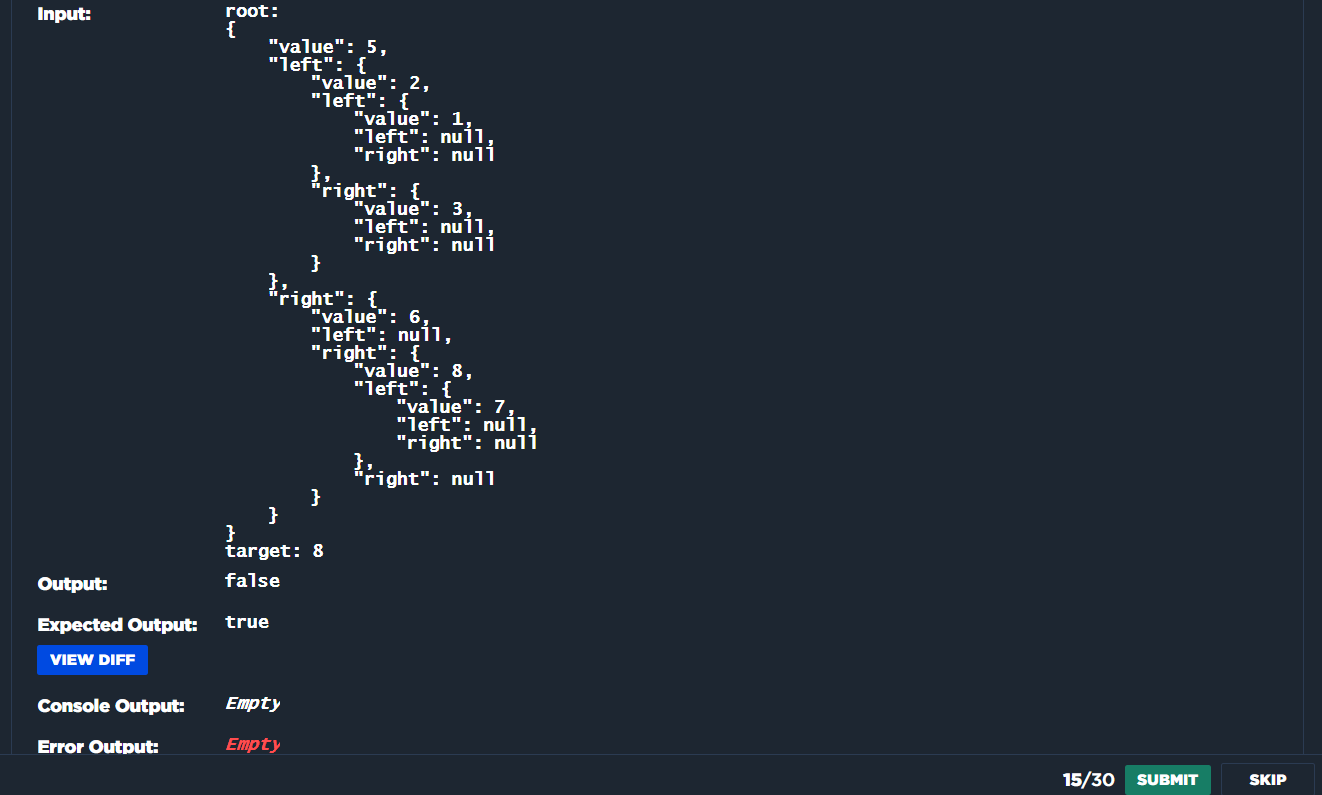 Input: root:
{
    "value": 5,
    "left": {
        "value": 2,
        "left": {
            "value": 1,
            "left": null,
            "right": null
        },
        "right": {
            "value": 3,
            "left": null,
            "right": null
        }
    },
    "right": {
        "value": 6,
        "left": null,
        "right": {
            "value": 8,
            "left": {
                "value": 7,
                "left": null,
                "right": null
            },
            "right": null
        }
    }
}
target: 8
Output: false
Expected Output: true
VIEW DIFF
Console Output: Empty
Error Output: Empty
15/30 SUBMIT SKIP